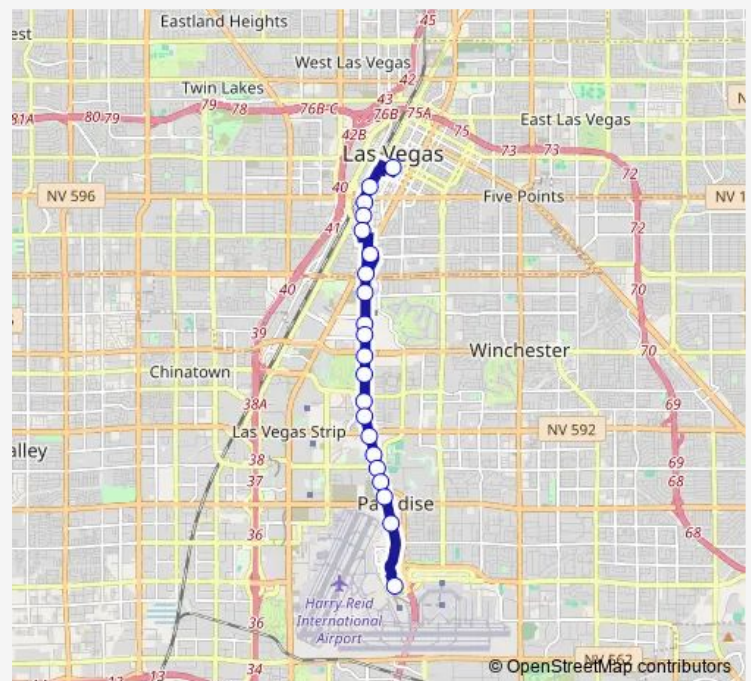 45
Eastland Heights
est
West Las Vegas
42
Twin Lakes
43
79
78
76B-C
76B
75A
81A
80
79
75
N
East Las Vegas
42B
73
73
Las Vegas
72
40
NV 596
Five Points
NV 1
41
72
40
70
39
Winchester
70
Chinatown
38A
69
Las Vegas Strip
NV 592
alley
38
69
37
68
Paradise
36
68
Harry Reid
International
Airport
36
NV 562
© OpenStreetMap contributors
34
13